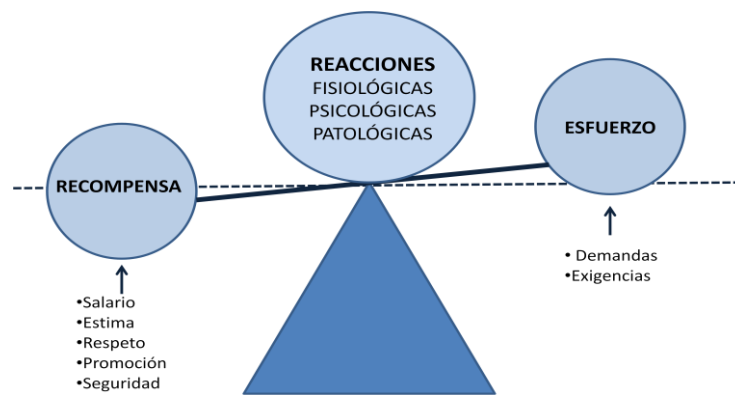 REACCIONES
FISIOLÓGICAS
PSICOLÓGICAS
PATOLÓGICAS
ESFUERZO
RECOMPENSA
• Demandas
•Exigencias
•Salario
•Estima
•Respeto
•Promoción
•Seguridad